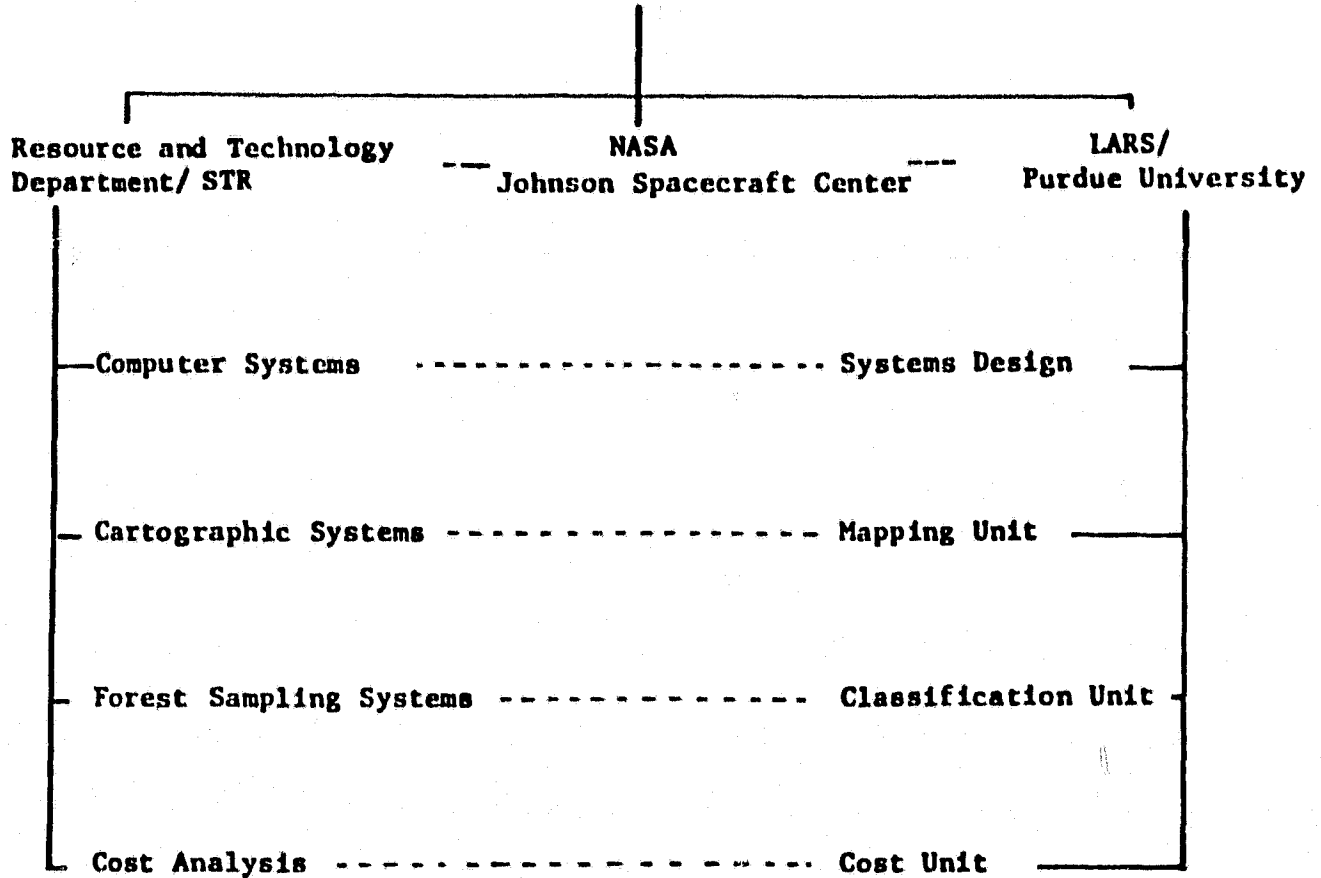 Resource and Technology
Department/ STR
NASA
Johnson Spacecraft Center
LARS/
Purdue University
Computer Systems
Systems Design
Cartographic Systems
Mapping Unit
Forest Sampling Systems
Classification Unit
Cost Analysis
Cost Unit